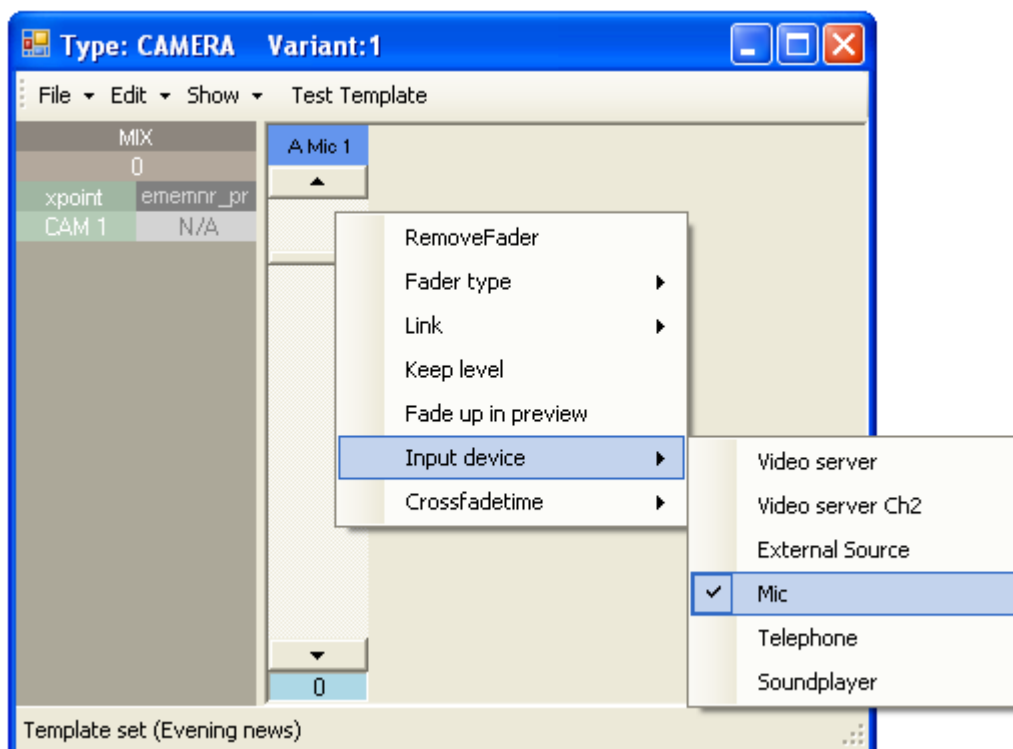 Type: CAMERA Variant:1
File Edit Show Test Template
MIX
0
xpoint ememnr_pr
CAM 1 N/A
A Mic 1
RemoveFader
Fader type
Link
Keep level
Fade up in preview
Input device
Crossfadetime
Video server
Video server Ch2
External Source
Mic
Telephone
Soundplayer
0
Template set (Evening news)